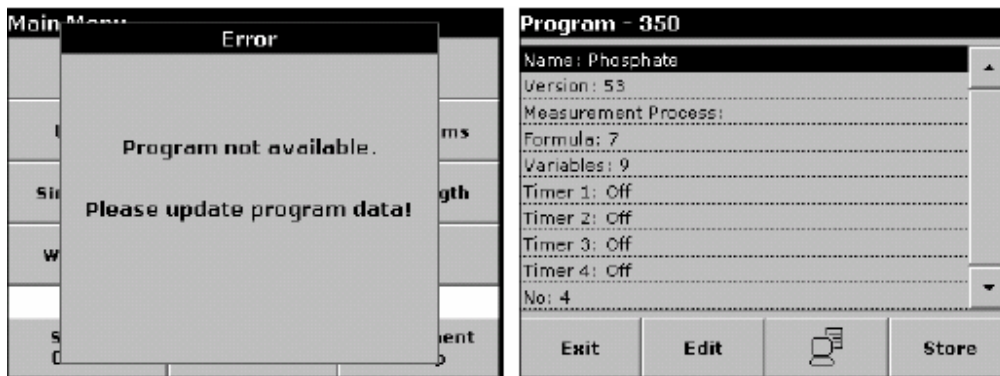 Main Menu
Error
Program not available.
Please update program data!
ms
gth
Program - 350
Name: Phosphate
Version: 53
Measurement Process:
Formula: 7
Variables: 9
Timer 1: Off
Timer 2: Off
Timer 3: Off
Timer 4: Off
No: 4
Exit Edit Store